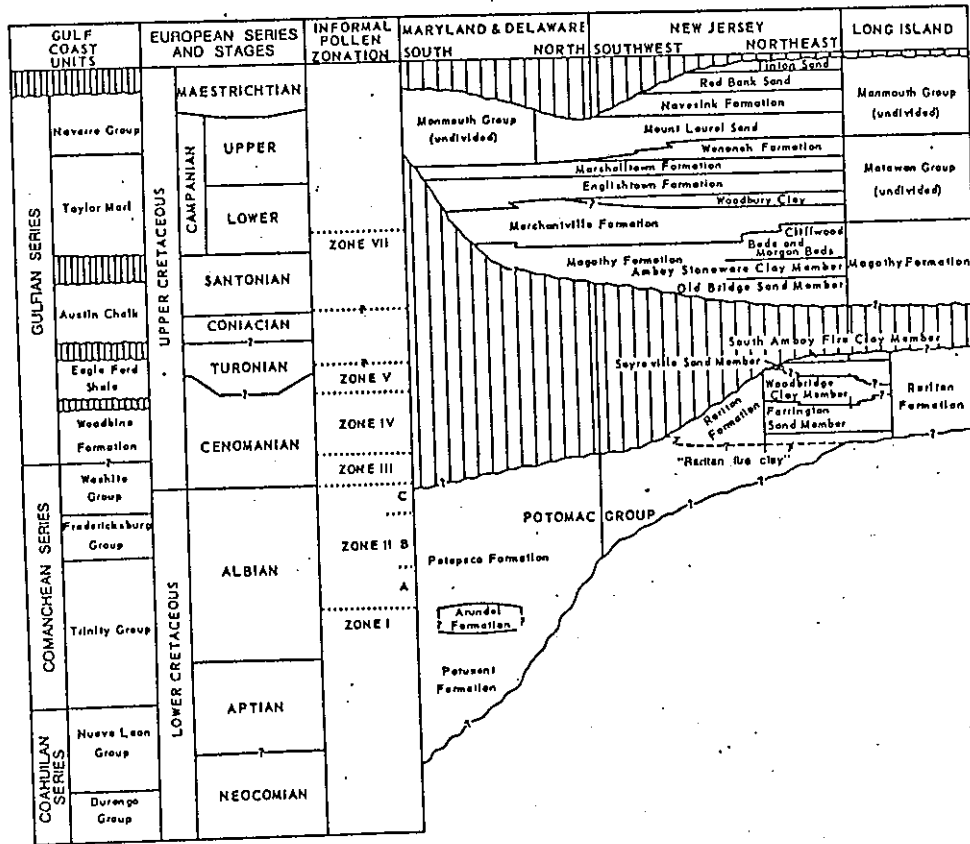 GULF
COAST
UNITS
EUROPEAN SERIES
AND STAGES
INFORMAL
POLLEN
ZONATION
MARYLAND & DELAWARE
SOUTH NORTH
NEW JERSEY
SOUTHWEST NORTHEAST
LONG ISLAND
GULFIAN SERIES
COMANCHEAN SERIES
COAHUILAN
SERIES
Navarro Group
Taylor Marl
Austin Chalk
Eagle Ford
Shale
Woodbine
Formation
?
Washita
Group
Fredericksburg
Group
Trinity Group
Nuevo Leon
Group
Durango
Group
UPPER CRETACEOUS
LOWER CRETACEOUS
MAESTRICHTIAN
CAMPANIAN
UPPER
LOWER
SANTONIAN
CONIACIAN
?
TURONIAN
?
CENOMANIAN
ALBIAN
APTIAN
?
NEOCOMIAN
ZONE VII
?
?
ZONE V
ZONE IV
ZONE III
C
ZONE II B
A
ZONE I
Monmouth Group
(undivided)
Tinton Sand
Red Bank Sand
Navesink Formation
Mount Laurel Sand
Wenonah Formation
Marshalltown Formation
Englishtown Formation
?
Woodbury Clay
Merchantville Formation
Cliffwood
Beds and
Morgan Beds
Magothy Formation
Amboy Stoneware Clay Member
?
Old Bridge Sand Member
Monmouth Group
(undivided)
Matawan Group
(undivided)
Magothy Formation
?
South Amboy Fire Clay Member
?
Sayreville Sand Member
Woodbridge
Clay Member
?
?
Farrington
Sand Member
Raritan
Formation
Raritan
Formation
?
? ? ? ?
"Raritan fire clay"
?
?
POTOMAC GROUP
?
?
Patapsco Formation
Arundel
? Formation ?
Patuxent
Formation
?